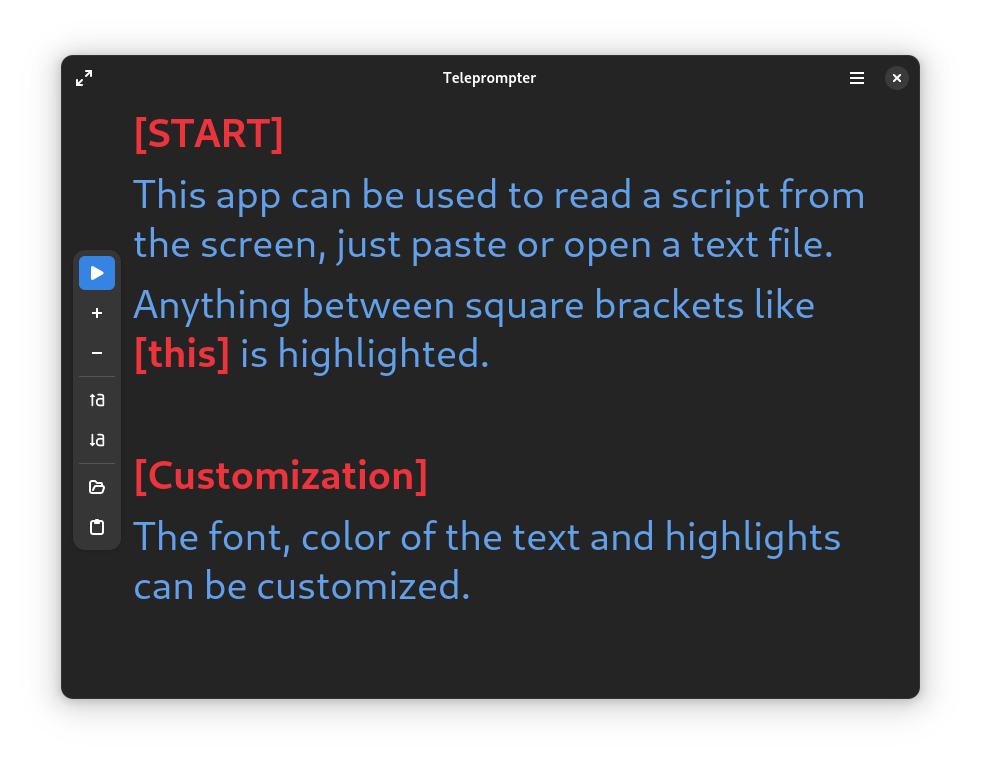 Teleprompter
[START]
This app can be used to read a script from
the screen, just paste or open a text file.
Anything between square brackets like
[this] is highlighted.
[Customization]
The font, color of the text and highlights
can be customized.